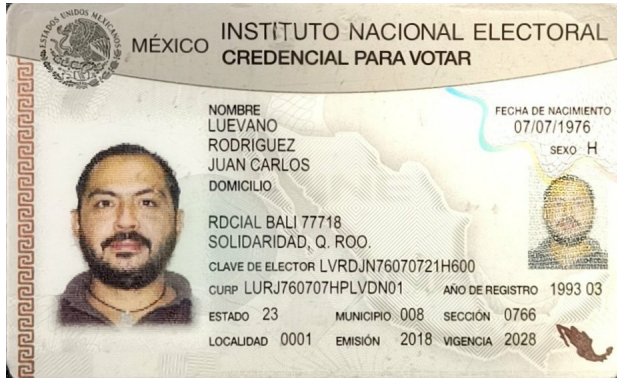 ESTADOS UNIDOS MEXICANOS
MÉXICO
INSTITUTO NACIONAL ELECTORAL
CREDENCIAL PARA VOTAR
NOMBRE
LUEVANO
RODRIGUEZ
JUAN CARLOS
FECHA DE NACIMIENTO
07/07/1976
SEXO H
DOMICILIO
RDCIAL BALI 77718
SOLIDARIDAD, Q. ROO.
CLAVE DE ELECTOR LVRDJN76070721H600
CURP LURJ760707HPLVDN01 AÑO DE REGISTRO 1993 03
ESTADO 23 MUNICIPIO 008 SECCIÓN 0766
LOCALIDAD 0001 EMISIÓN 2018 VIGENCIA 2028